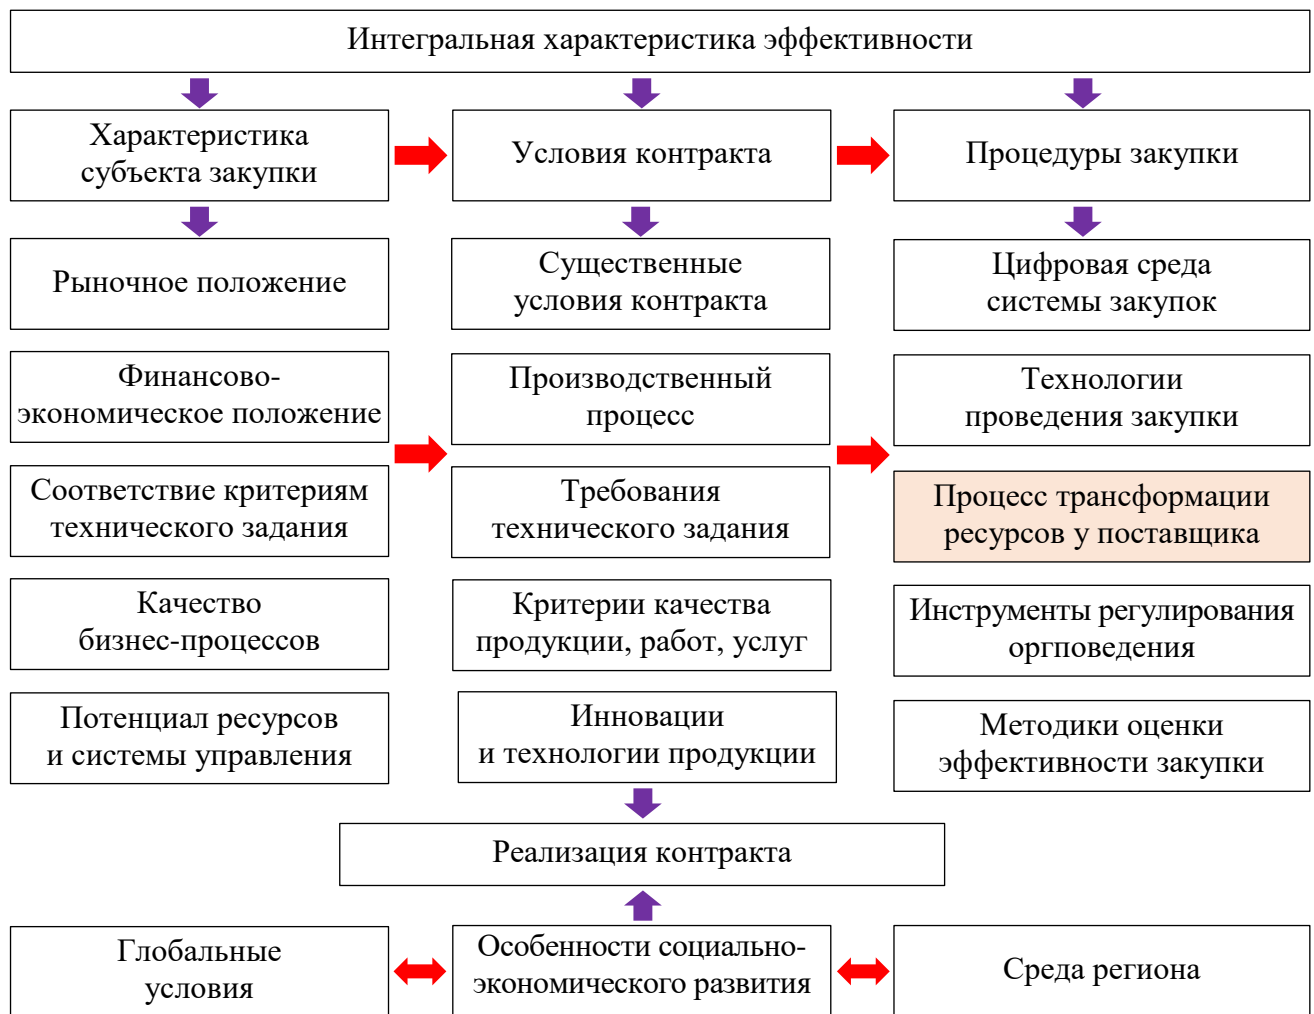 Интегральная характеристика эффективности
Характеристика
субъекта закупки
Условия контракта
Процедуры закупки
Рыночное положение
Существенные
условия контракта
Цифровая среда
системы закупок
Финансово-
экономическое положение
Производственный
процесс
Технологии
проведения закупки
Соответствие критериям
технического задания
Требования
технического задания
Процесс трансформации
ресурсов у поставщика
Качество
бизнес-процессов
Критерии качества
продукции, работ, услуг
Инструменты регулирования
оргповедения
Потенциал ресурсов
и системы управления
Инновации
и технологии продукции
Методики оценки
эффективности закупки
Реализация контракта
Глобальные
условия
Особенности социально-
экономического развития
Среда региона